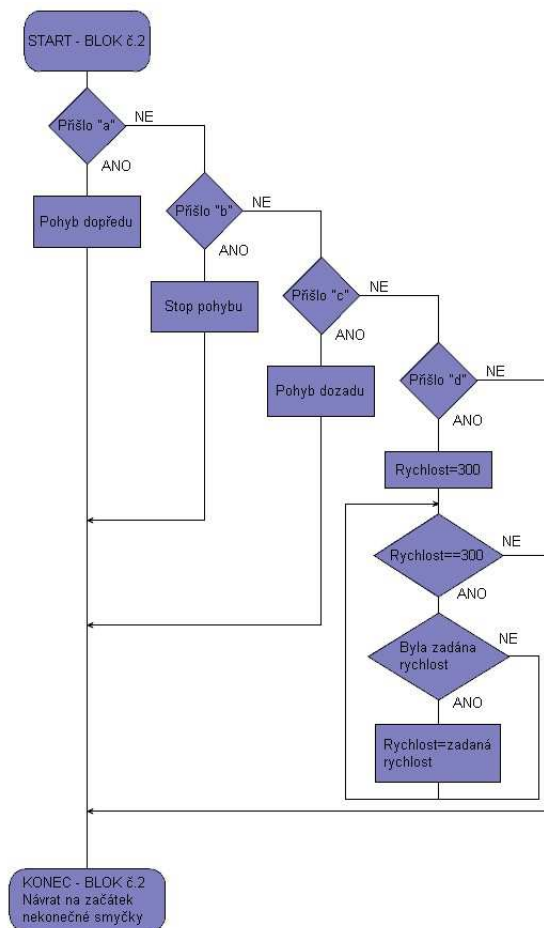 START - BLOK č.2
Přišlo "a"
NE
ANO
Pohyb dopředu
Přišlo "b"
NE
ANO
Stop pohybu
Přišlo "c"
NE
ANO
Pohyb dozadu
Přišlo "d"
NE
ANO
Rychlost=300
Rychlost==300
NE
ANO
Byla zadána
rychlost
NE
ANO
Rychlost=zadaná
rychlost
KONEC - BLOK č.2
Návrat na začátek
nekonečné smyčky